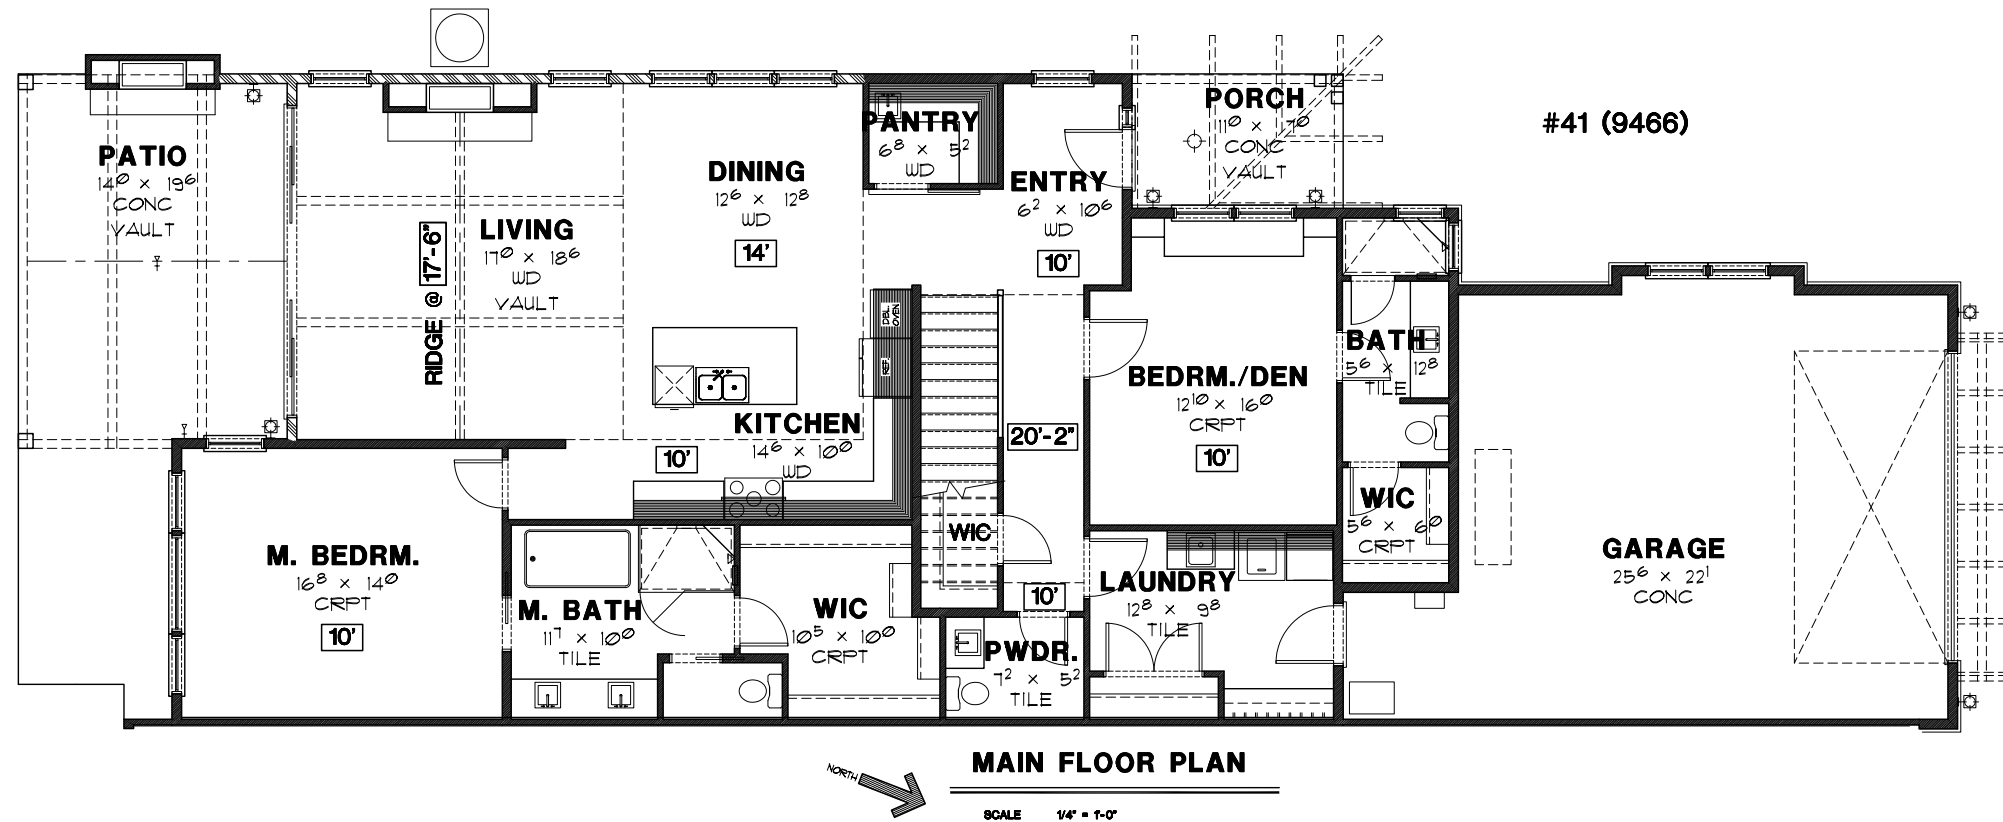 #41 (9466)
PATIO
14⁰ × 19⁶
CONC
VAULT
LIVING
17⁰ × 18⁶
WD
VAULT
RIDGE @ 17'-6"
DINING
12⁶ × 12⁸
WD
14'
PANTRY
6⁸ × 5²
WD
ENTRY
6² × 10⁶
WD
10'
PORCH
11⁰ × 7⁰
CONC
VAULT
DBL. OVEN
REF.
KITCHEN
14⁶ × 10⁰
WD
10'
20'-2"
BEDRM./DEN
12¹⁰ × 16⁰
CRPT
10'
BATH
5⁶ × 12⁸
TILE
WIC
5⁶ × 6⁰
CRPT
GARAGE
25⁶ × 22¹
CONC
M. BEDRM.
16⁸ × 14⁰
CRPT
10'
M. BATH
11⁷ × 10⁰
TILE
WIC
10⁵ × 10⁰
CRPT
WIC
10'
PWDR.
7² × 5²
TILE
LAUNDRY
12⁸ × 9⁸
TILE
NORTH
MAIN FLOOR PLAN
SCALE 1/4" = 1'-0"